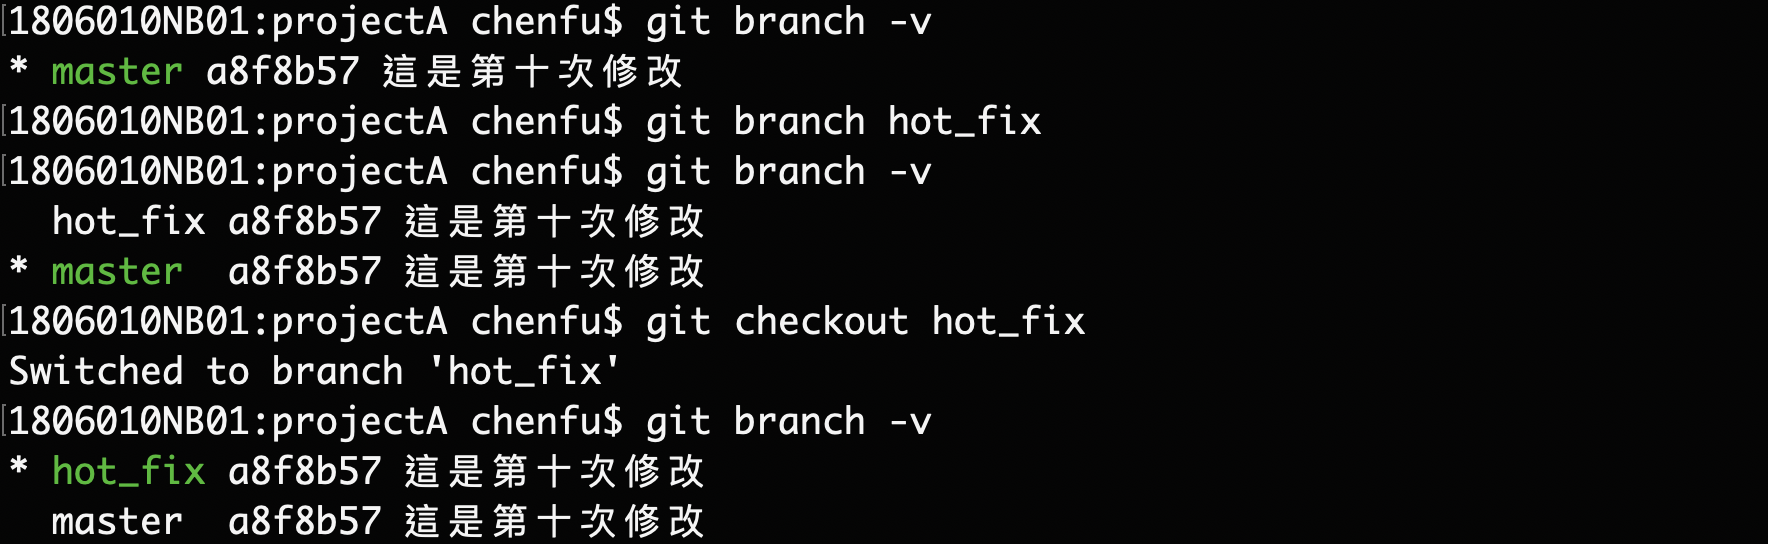 [1806010NB01:projectA chenfu$ git branch -v
* master a8f8b57 這是第十次修改
[1806010NB01:projectA chenfu$ git branch hot_fix
[1806010NB01:projectA chenfu$ git branch -v
  hot_fix a8f8b57 這是第十次修改
* master  a8f8b57 這是第十次修改
[1806010NB01:projectA chenfu$ git checkout hot_fix
Switched to branch 'hot_fix'
[1806010NB01:projectA chenfu$ git branch -v
* hot_fix a8f8b57 這是第十次修改
  master  a8f8b57 這是第十次修改